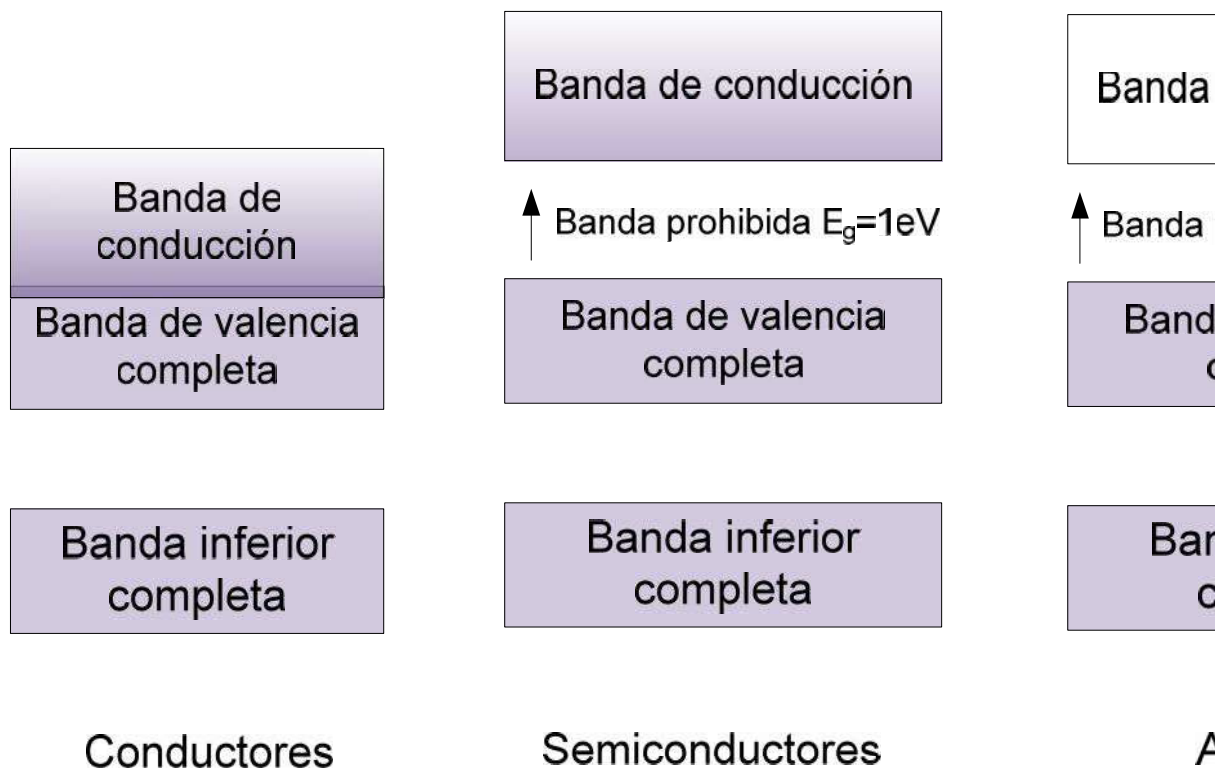 Banda de
conducción
Banda de valencia
completa
Banda inferior
completa
Conductores
Banda de conducción
Banda prohibida Eg=1eV
Banda de valencia
completa
Banda inferior
completa
Semiconductores
Banda
Banda